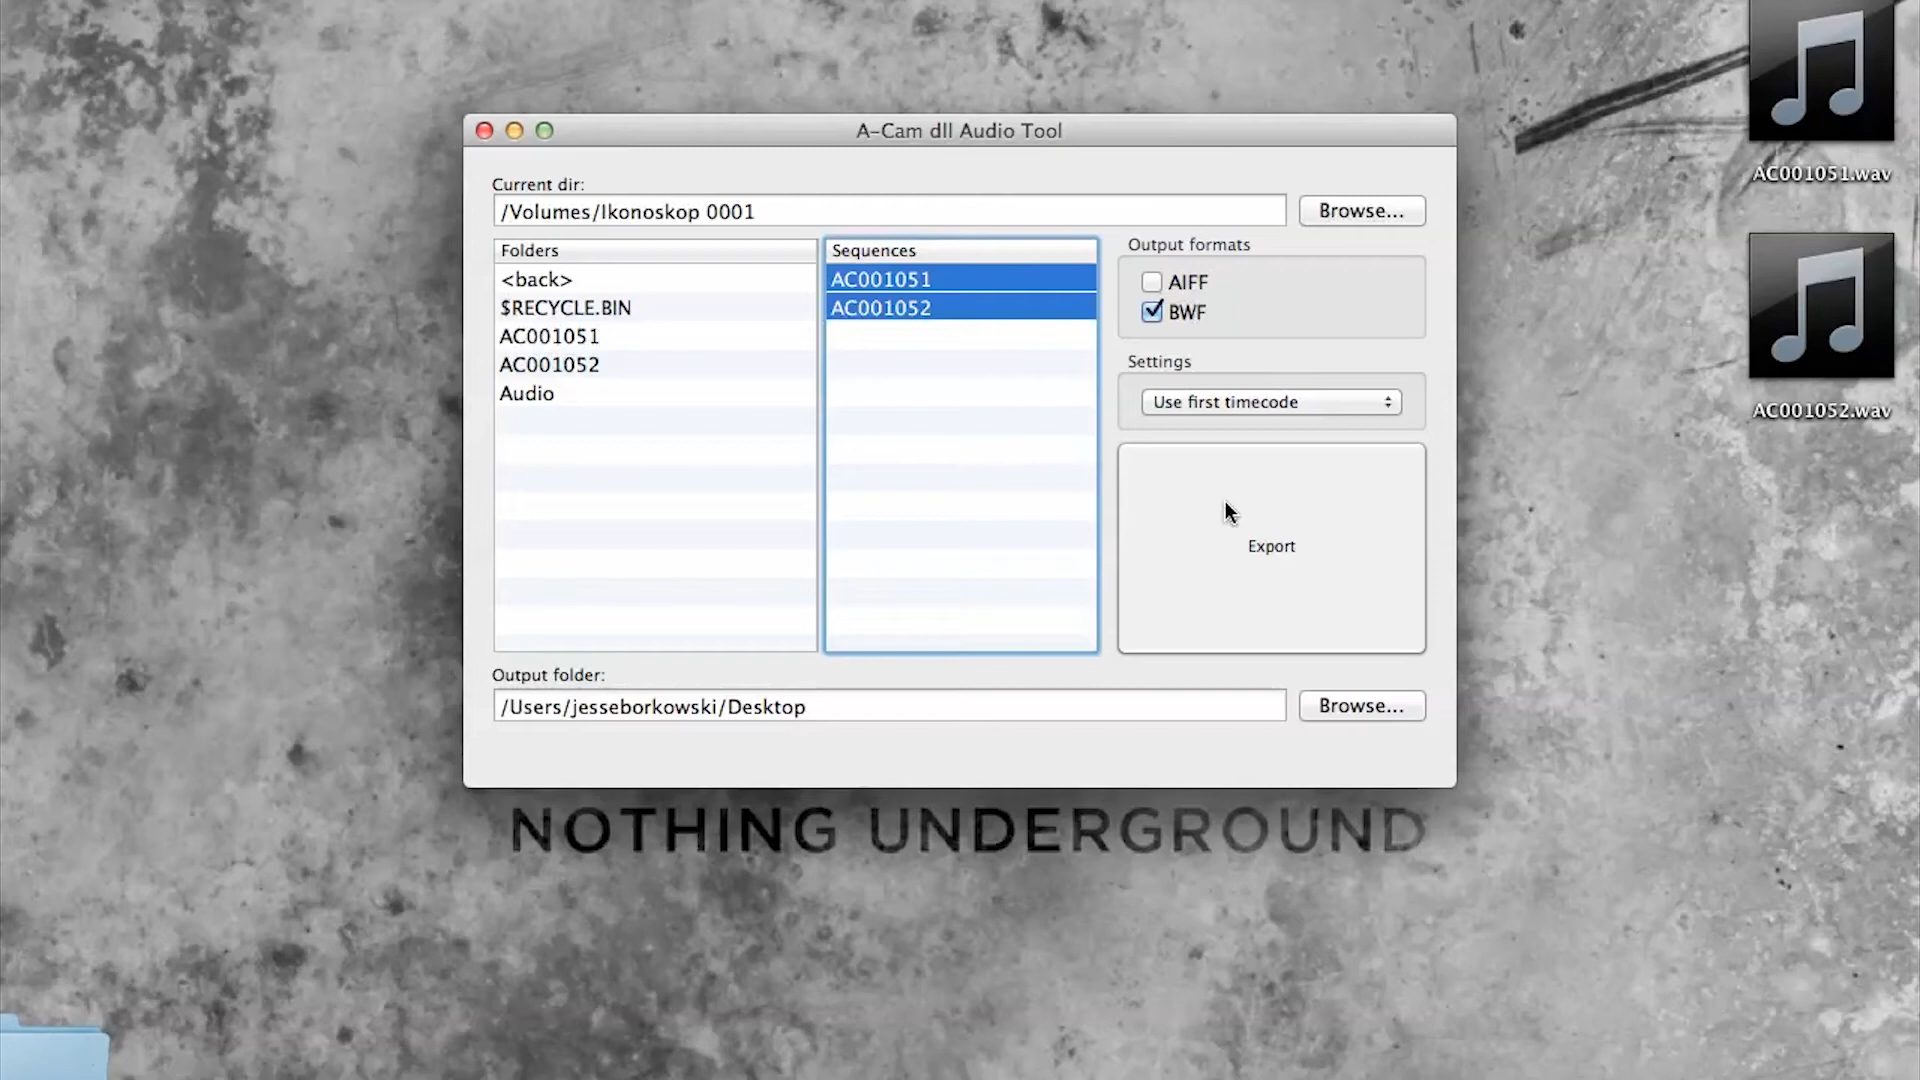 A-Cam dll Audio Tool
Current dir:
/Volumes/Ikonoskop 0001
Browse...
Folders
<back>
$RECYCLE.BIN
AC001051
AC001052
Audio
Sequences
AC001051
AC001052
Output formats
AIFF
BWF
Settings
Use first timecode
Export
Output folder:
/Users/jesseborkowski/Desktop
Browse...
AC001051.wav
AC001052.wav
NOTHING UNDERGROUND